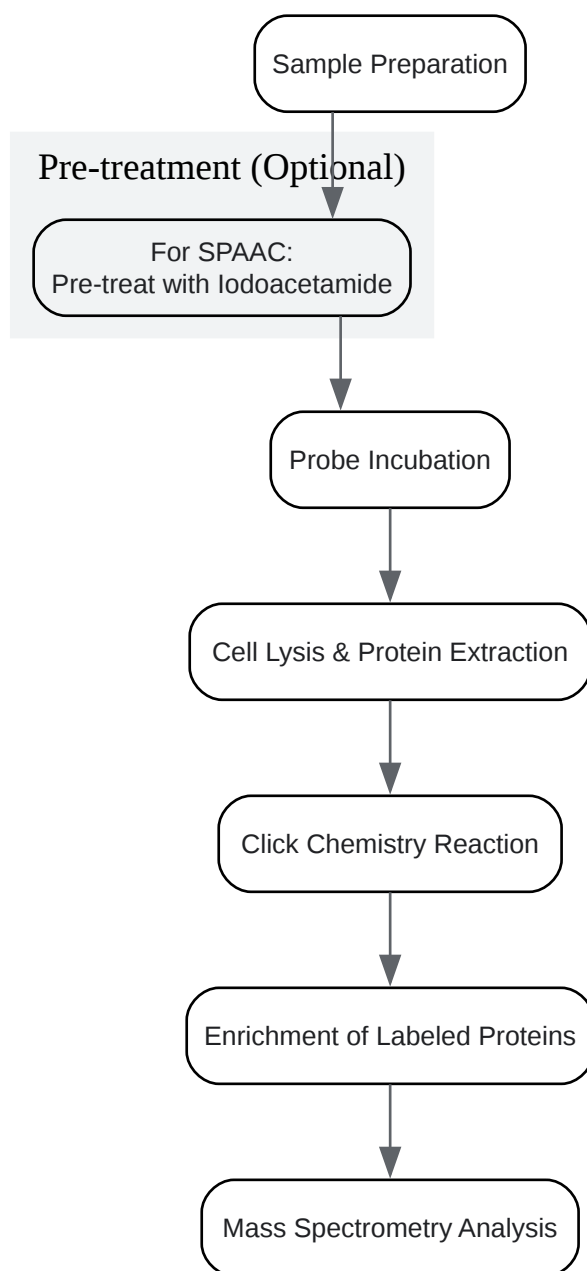 Sample Preparation
Pre-treatment (Optional)
For SPAAC:
Pre-treat with Iodoacetamide
Probe Incubation
Cell Lysis & Protein Extraction
Click Chemistry Reaction
Enrichment of Labeled Proteins
Mass Spectrometry Analysis